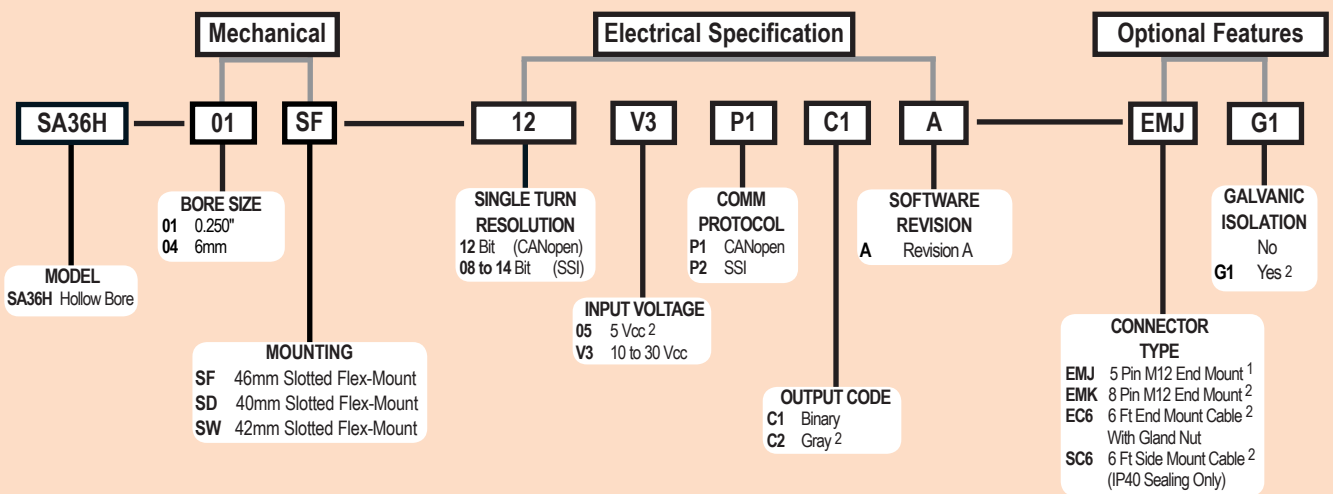 Mechanical
Electrical Specification
Optional Features
SA36H
01
SF
12
V3
P1
C1
A
EMJ
G1
MODEL
SA36H Hollow Bore
BORE SIZE
01 0.250"
04 6mm
MOUNTING
SF 46mm Slotted Flex-Mount
SD 40mm Slotted Flex-Mount
SW 42mm Slotted Flex-Mount
SINGLE TURN
RESOLUTION
12 Bit (CANopen)
08 to 14 Bit (SSI)
INPUT VOLTAGE
05 5 Vcc 2
V3 10 to 30 Vcc
COMM
PROTOCOL
P1 CANopen
P2 SSI
OUTPUT CODE
C1 Binary
C2 Gray 2
SOFTWARE
REVISION
A Revision A
CONNECTOR
TYPE
EMJ 5 Pin M12 End Mount 1
EMK 8 Pin M12 End Mount 2
EC6 6 Ft End Mount Cable 2
With Gland Nut
SC6 6 Ft Side Mount Cable 2
(IP40 Sealing Only)
GALVANIC
ISOLATION
No
G1 Yes 2